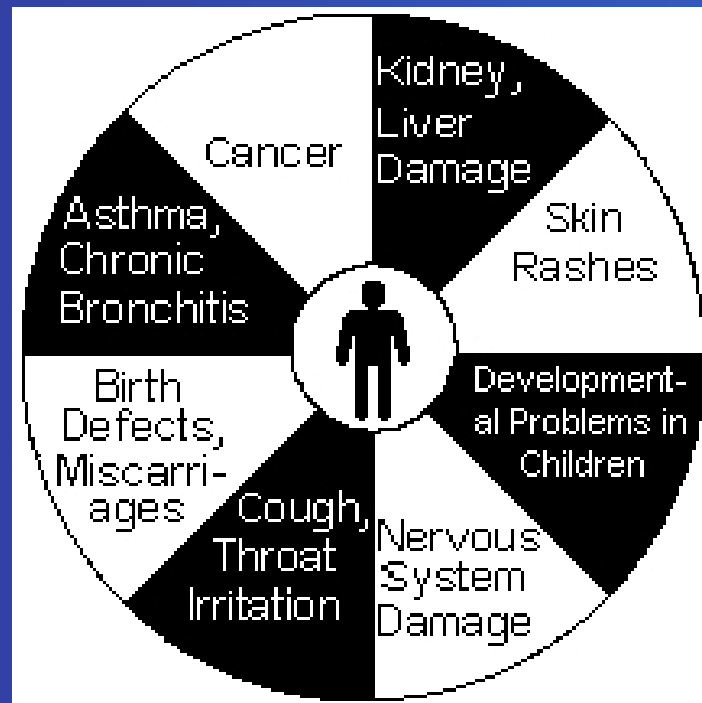 Kidney,
Liver
Damage
Skin
Rashes
Development-
al Problems in
Children
Nervous
System
Damage
Cough,
Throat
Irritation
Birth
Defects,
Miscarri-
ages
Asthma,
Chronic
Bronchitis
Cancer